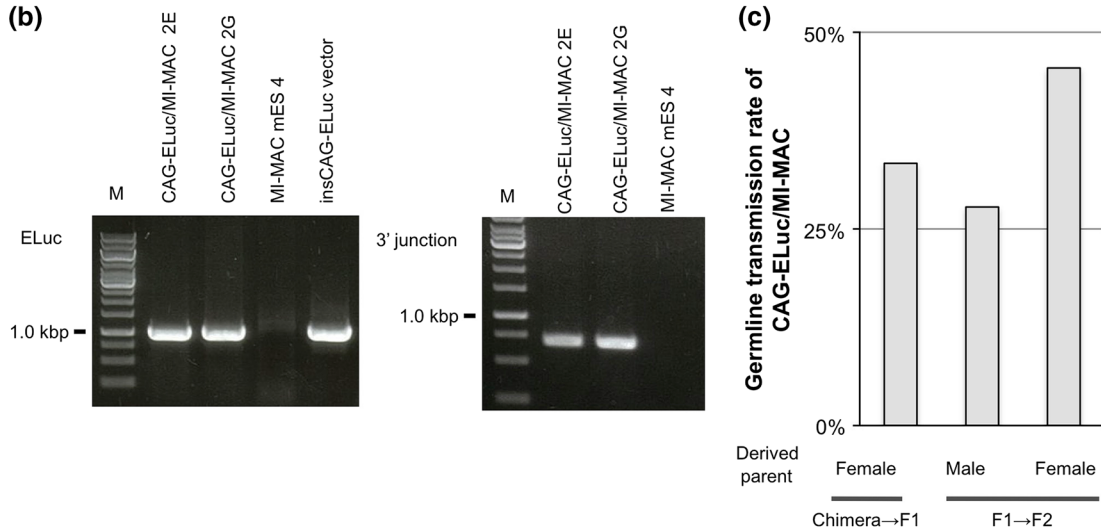 (b)
M
CAG-ELuc/MI-MAC 2E
CAG-ELuc/MI-MAC 2G
MI-MAC mES 4
insCAG-ELuc vector
ELuc
1.0 kbp
M
CAG-ELuc/MI-MAC 2E
CAG-ELuc/MI-MAC 2G
MI-MAC mES 4
3’ junction
1.0 kbp
(c)
Germline transmission rate of
CAG-ELuc/MI-MAC
50%
25%
0%
Derived
parent
Female
Male
Female
Chimera→F1
F1→F2